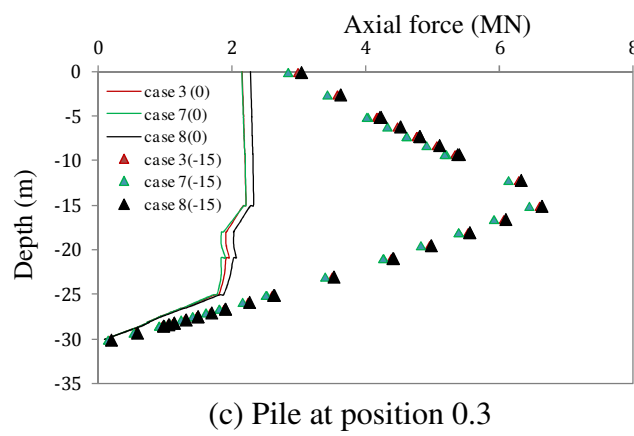 Axial force (MN)
0 2 4 6 8
Depth (m)
0
-5
-10
-15
-20
-25
-30
-35
case 3 (0)
case 7(0)
case 8(0)
case 3(-15)
case 7(-15)
case 8(-15)
(c) Pile at position 0.3